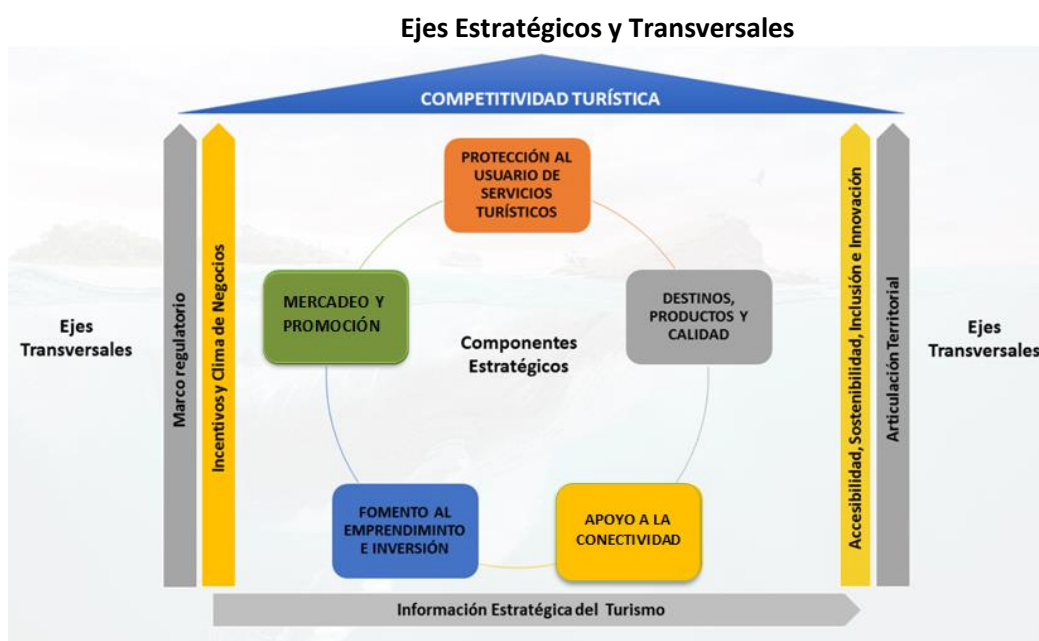 Ejes Estratégicos y Transversales
COMPETITIVIDAD TURÍSTICA
PROTECCIÓN AL
USUARIO DE
SERVICIOS
TURÍSTICOS
MERCADEO Y
PROMOCIÓN
DESTINOS,
PRODUCTOS Y
CALIDAD
Componentes
Estratégicos
FOMENTO AL
EMPRENDIMINTO
E INVERSIÓN
APOYO A LA
CONECTIVIDAD
Ejes
Transversales
Marco regulatorio
Incentivos y Clima de Negocios
Accesibilidad, Sostenibilidad, Inclusión e Innovación
Articulación Territorial
Ejes
Transversales
Información Estratégica del Turismo